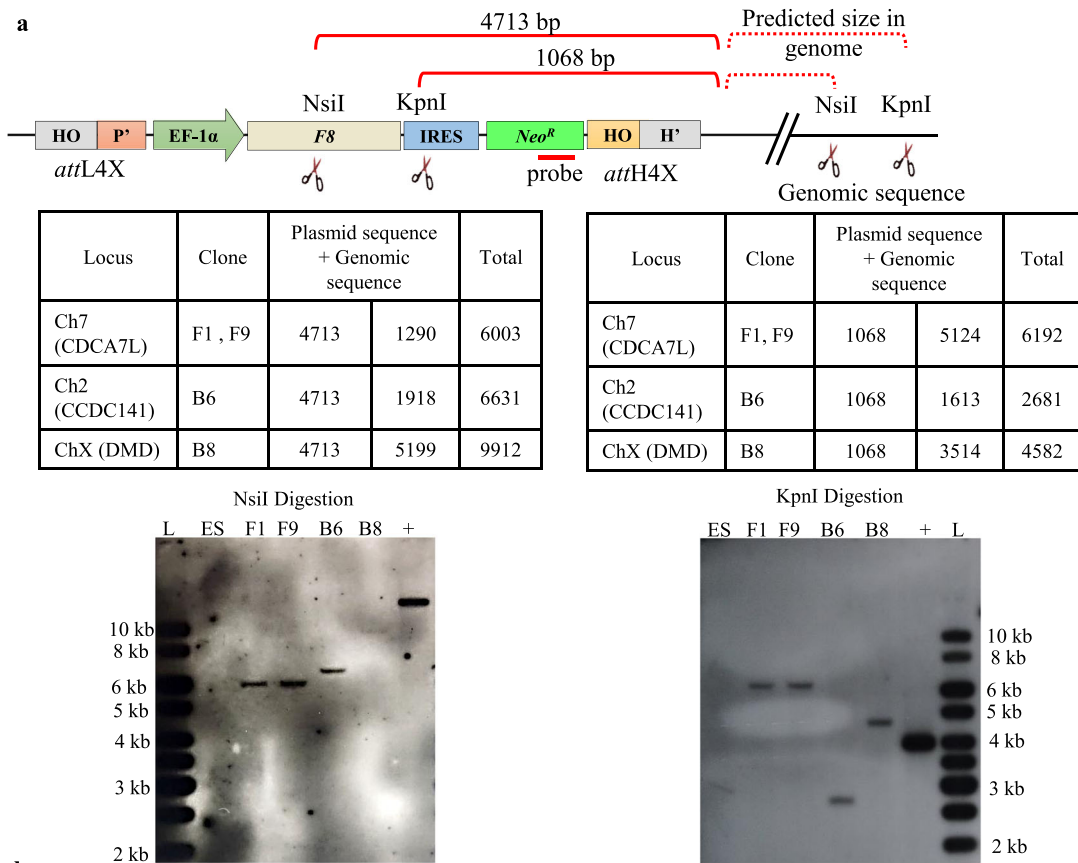 a
4713 bp
Predicted size in
genome
1068 bp
NsiI
KpnI
NsiI
KpnI
HO
P'
EF-1α
F8
IRES
Neo^R
HO
H'
attL4X
probe
attH4X
Genomic sequence
Locus
Clone
Plasmid sequence
+ Genomic
sequence
Total
Ch7
(CDCA7L)
F1 , F9
4713
1290
6003
Ch2
(CCDC141)
B6
4713
1918
6631
ChX (DMD)
B8
4713
5199
9912
Locus
Clone
Plasmid sequence
+ Genomic
sequence
Total
Ch7
(CDCA7L)
F1, F9
1068
5124
6192
Ch2
(CCDC141)
B6
1068
1613
2681
ChX (DMD)
B8
1068
3514
4582
NsiI Digestion
L ES F1 F9 B6 B8 +
10 kb
8 kb
6 kb
5 kb
4 kb
3 kb
2 kb
KpnI Digestion
ES F1 F9 B6 B8 + L
10 kb
8 kb
6 kb
5 kb
4 kb
3 kb
2 kb